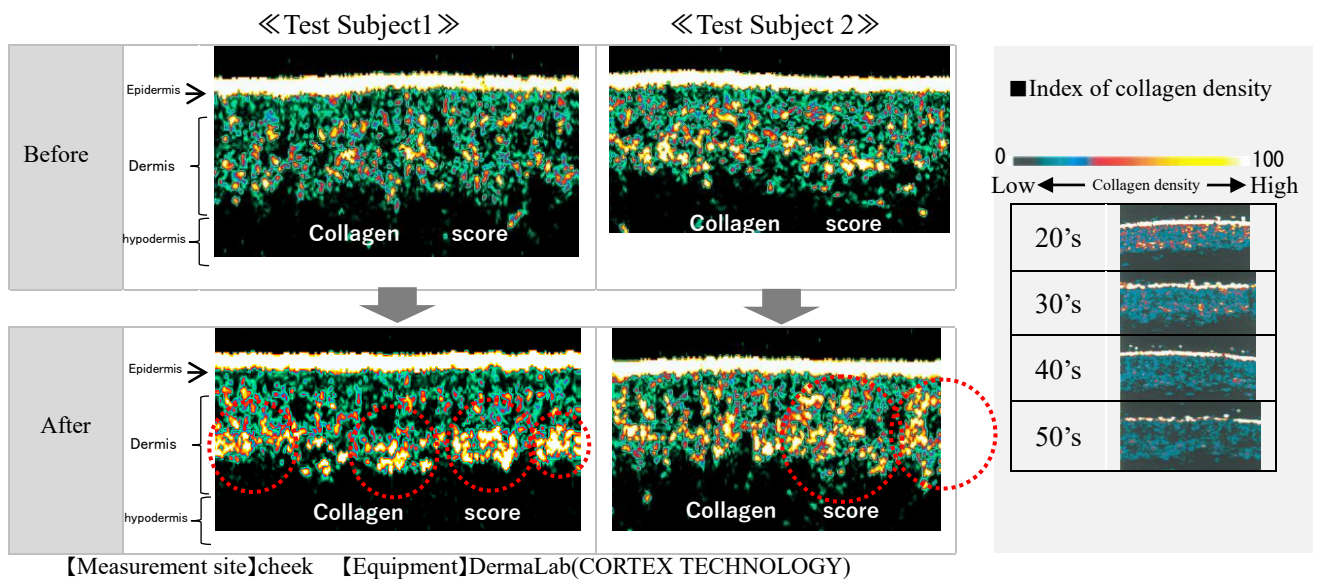 ≪Test Subject1≫
≪Test Subject 2≫
Before
Epidermis
Dermis
hypodermis
Collagen score
Collagen score
After
Epidermis
Dermis
hypodermis
Collagen score
Collagen score
【Measurement site】cheek 【Equipment】DermaLab(CORTEX TECHNOLOGY)
■Index of collagen density
0 100
Low Collagen density High
20’s
30’s
40’s
50’s